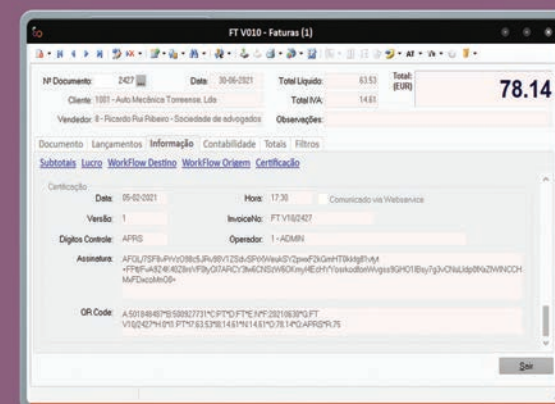 FT V010 - Faturas (1)
Nº Documento: 2427 Data: 30-06-2021 Total Líquido: 63.53 Total: (EUR) 78.14
Cliente: 1001 - Auto Mecânica Torreense, Lda Total IVA: 14.61
Vendedor: 8 - Ricardo Rui Ribeiro - Sociedade de advogados Observações:
Documento Lançamentos Informação Contabilidade Totais Filtros
Subtotais Lucro WorkFlow Destino WorkFlow Origem Certificação
Certificação
Data: 05-02-2021 Hora: 17:30 Comunicado via Webservice
Versão: 1 InvoiceNo: FT V10/2427
Dígitos Controle: APRS Operador: 1 - ADMIN
Assinatura:
QR Code:
Sair